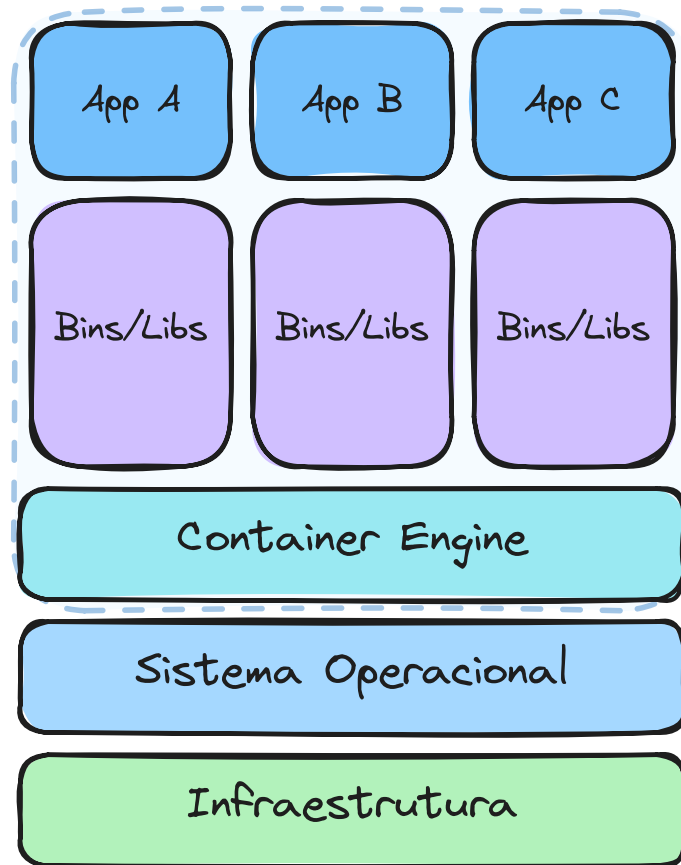 App A
App B
App C
Bins/Libs
Bins/Libs
Bins/Libs
Container Engine
Sistema Operacional
Infraestrutura